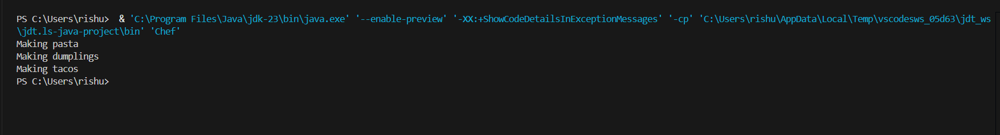 PS C:\Users\rishu>  & 'C:\Program Files\Java\jdk-23\bin\java.exe' '--enable-preview' '-XX:+ShowCodeDetailsInExceptionMessages' '-cp' 'C:\Users\rishu\AppData\Local\Temp\vscodesws_05d63\jdt_ws
\jdt.ls-java-project\bin' 'Chef'
Making pasta
Making dumplings
Making tacos
PS C:\Users\rishu>